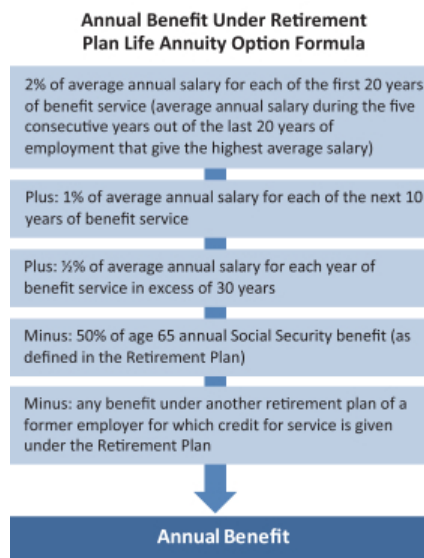 Annual Benefit Under Retirement
Plan Life Annuity Option Formula
2% of average annual salary for each of the first 20 years
of benefit service (average annual salary during the five
consecutive years out of the last 20 years of
employment that give the highest average salary)
Plus: 1% of average annual salary for each of the next 10
years of benefit service
Plus: ½% of average annual salary for each year of
benefit service in excess of 30 years
Minus: 50% of age 65 annual Social Security benefit (as
defined in the Retirement Plan)
Minus: any benefit under another retirement plan of a
former employer for which credit for service is given
under the Retirement Plan
Annual Benefit